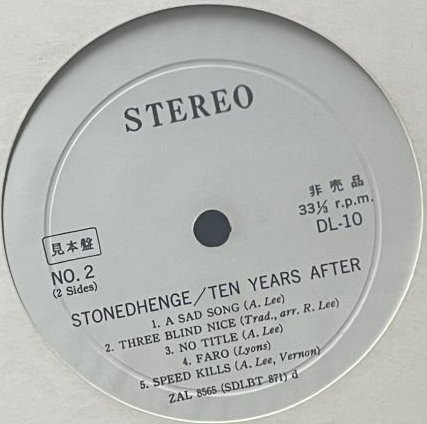 STEREO
非売品
33⅓ r.p.m.
DL-10
見本盤
NO. 2
(2 Sides)
STONEDHENGE/TEN YEARS AFTER
1. A SAD SONG (A. Lee)
2. THREE BLIND NICE (Trad., arr. R. Lee)
3. NO TITLE (A. Lee)
4. FARO (Lyons)
5. SPEED KILLS (A. Lee, Vernon)
ZAL 8565 (SDLBT 871) d